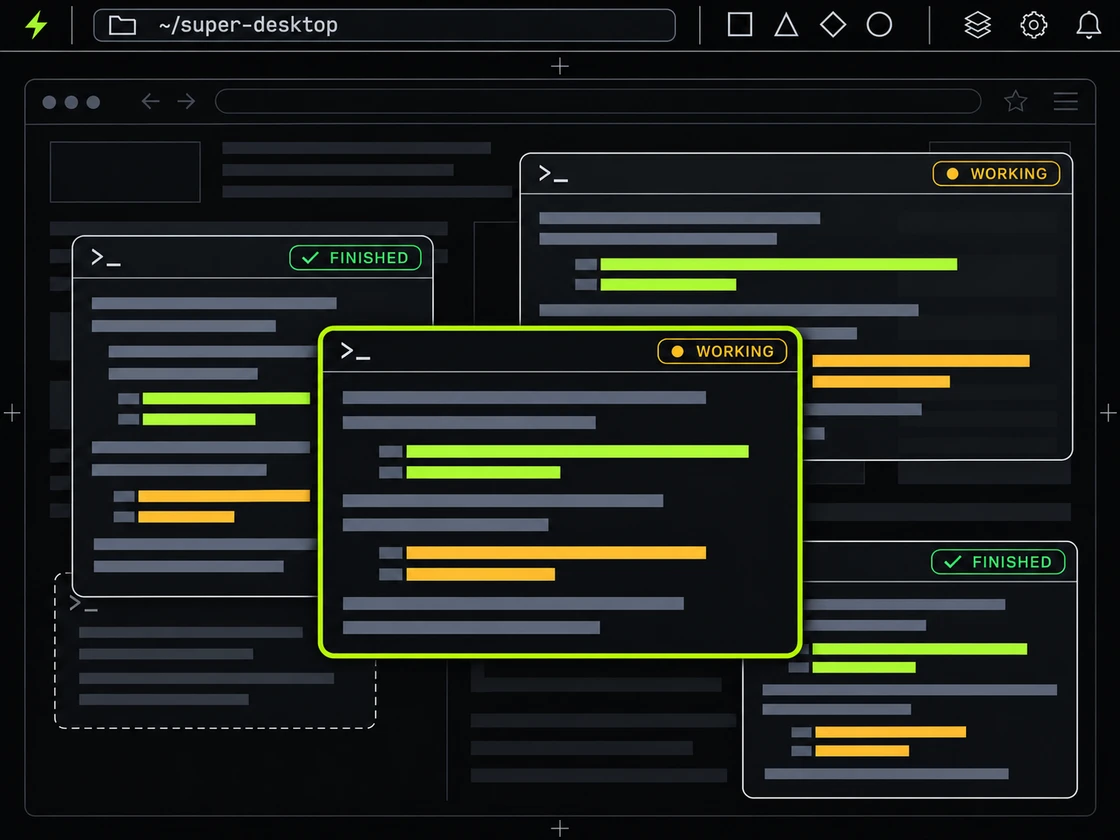 ~/super-desktop
>_ WORKING
>_ FINISHED
>_ WORKING
FINISHED
>_